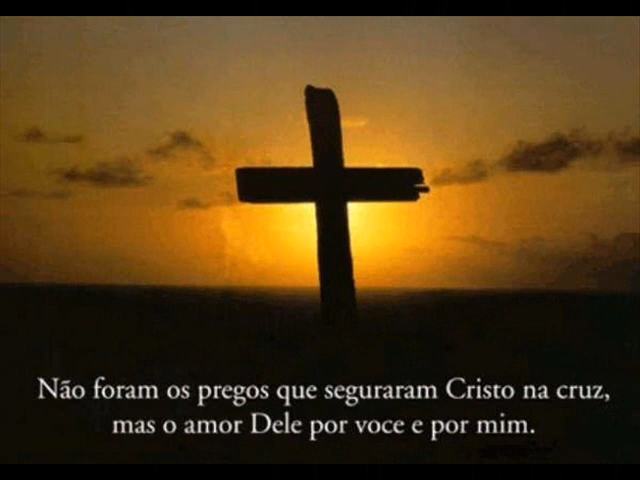 Não foram os pregos que seguraram Cristo na cruz,
mas o amor Dele por voce e por mim.